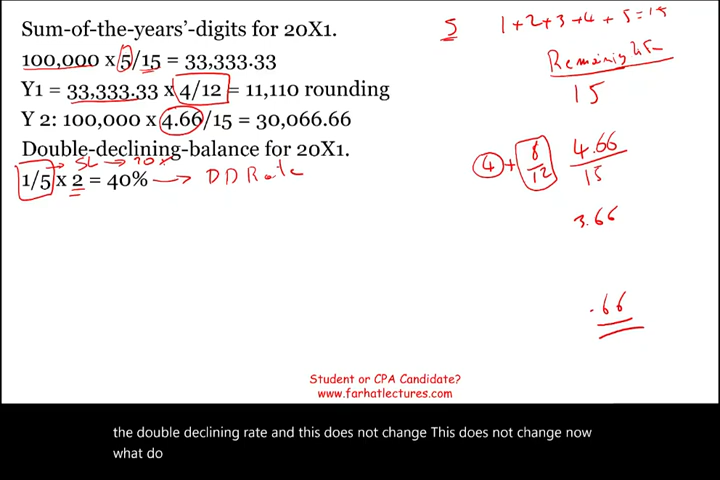 Sum-of-the-years'-digits for 20X1.
5 1+2+3+4+5=15
100,000 x 5/15 = 33,333.33
Remaining life
15
Y1 = 33,333.33 x 4/12 = 11,110 rounding
Y 2: 100,000 x 4.66/15 = 30,066.66
Double-declining-balance for 20X1.
SL → 20%
1/5 x 2 = 40% → DD Rate
4 + 8/12 4.66/15
3.66
.66
Student or CPA Candidate?
www.farhatlectures.com
the double declining rate and this does not change This does not change now
what do